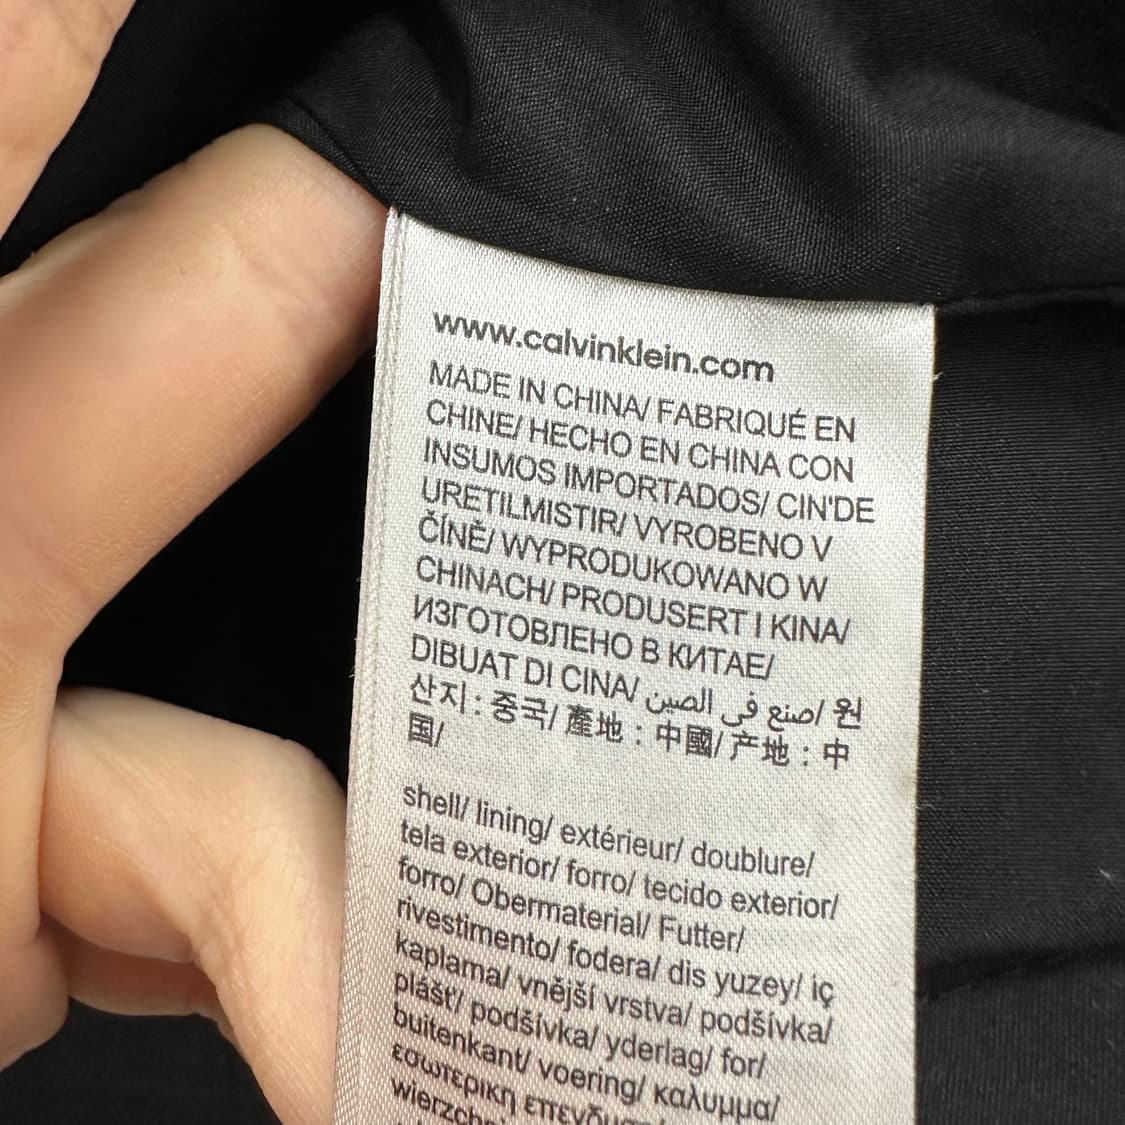 www.calvinklein.com
MADE IN CHINA/ FABRIQUÉ EN
CHINE/ HECHO EN CHINA CON
INSUMOS IMPORTADOS/ CIN'DE
URETILMISTIR/ VYROBENO V
ČÍNĚ/ WYPRODUKOWANO W
CHINACH/ PRODUSERT I KINA/
ИЗГОТОВЛЕНО В КИТАЕ/
DIBUAT DI CINA/ صنع في الصين/ 원
산지 : 중국/ 產地 : 中國/ 产地 : 中
国/
shell/ lining/ extérieur/ doublure/
tela exterior/ forro/ tecido exterior/
forro/ Obermaterial/ Futter/
rivestimento/ fodera/ dis yuzey/ iç
kaplama/ vnější vrstva/ podšívka/
plášť/ podšívka/ yderlag/ for/
buitenkant/ voering/ καλυμμα/
εσωτερικη